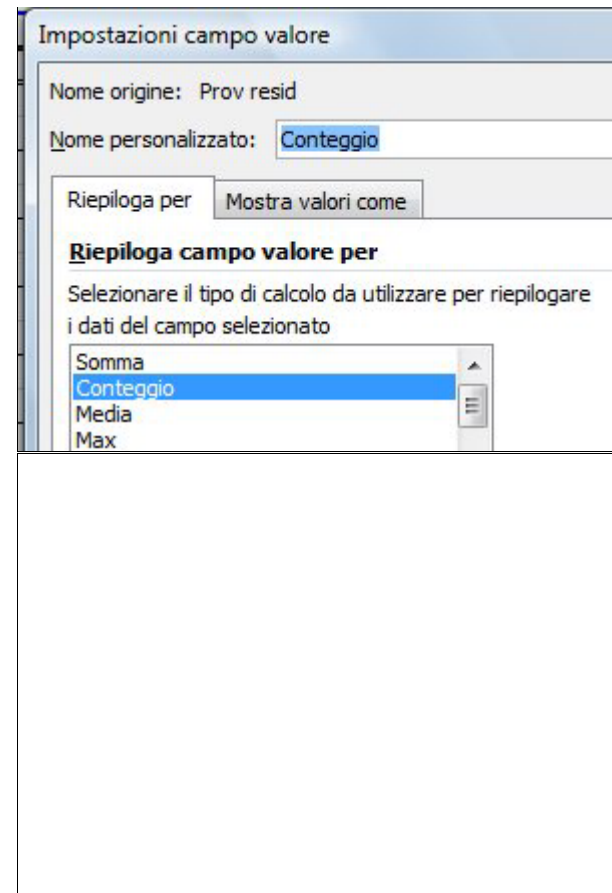 Impostazioni campo valore
Nome origine: Prov resid
Nome personalizzato: Conteggio
Riepiloga per Mostra valori come
Riepiloga campo valore per
Selezionare il tipo di calcolo da utilizzare per riepilogare
i dati del campo selezionato
Somma
Conteggio
Media
Max